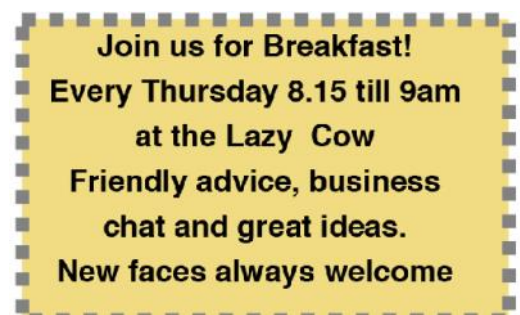 Join us for Breakfast!
Every Thursday 8.15 till 9am
at the Lazy  Cow
Friendly advice, business
chat and great ideas.
New faces always welcome